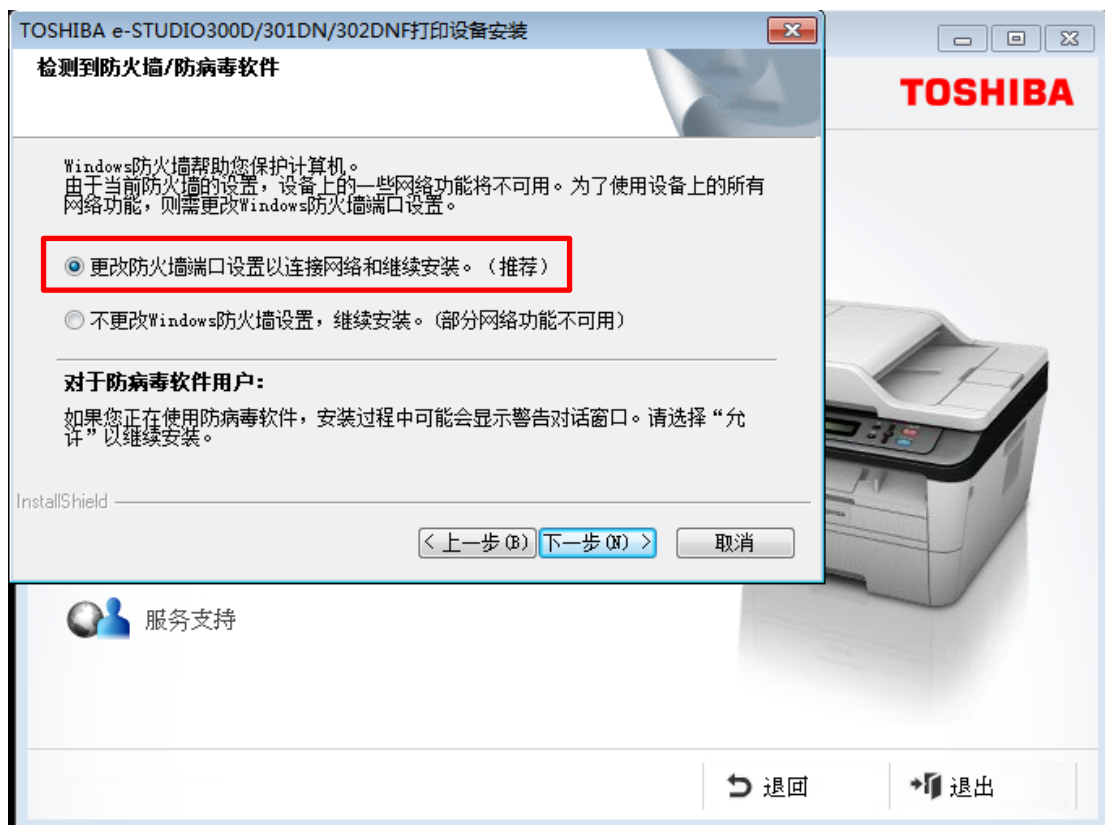 TOSHIBA e-STUDIO300D/301DN/302DNF打印设备安装
检测到防火墙/防病毒软件
TOSHIBA
Windows防火墙帮助您保护计算机。
由于当前防火墙的设置，设备上的一些网络功能将不可用。为了使用设备上的所有
网络功能，则需更改Windows防火墙端口设置。
更改防火墙端口设置以连接网络和继续安装。（推荐）
不更改Windows防火墙设置，继续安装。(部分网络功能不可用)
对于防病毒软件用户：
如果您正在使用防病毒软件，安装过程中可能会显示警告对话窗口。请选择“允
许”以继续安装。
InstallShield
< 上一步(B) 下一步(N) > 取消
服务支持
退回 退出